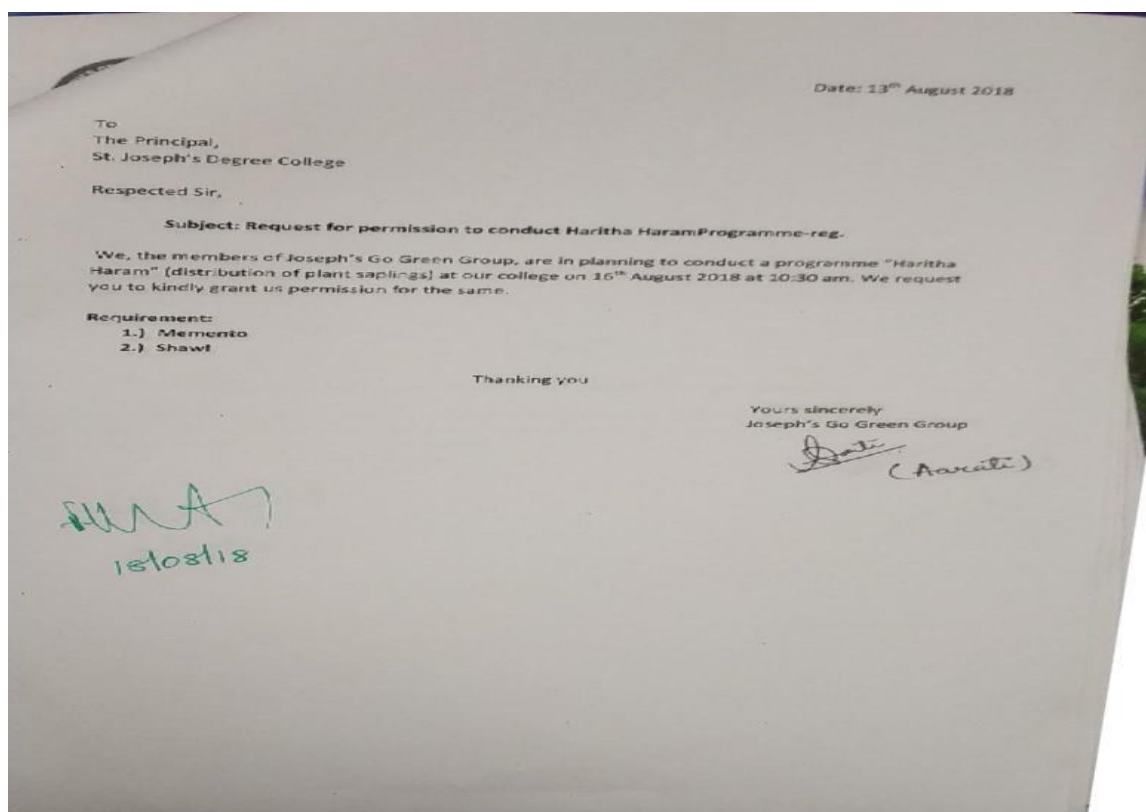 Date: 13th August 2018
To
The Principal,
St. Joseph's Degree College
Respected Sir,
Subject: Request for permission to conduct Haritha HaramProgramme-reg.
We, the members of Joseph's Go Green Group, are in planning to conduct a programme "Haritha
Haram" (distribution of plant saplings) at our college on 16th August 2018 at 10:30 am. We request
you to kindly grant us permission for the same.
Requirement:
1.) Memento
2.) Shawl
Thanking you
Yours sincerely
Joseph's Go Green Group
(Aarati)